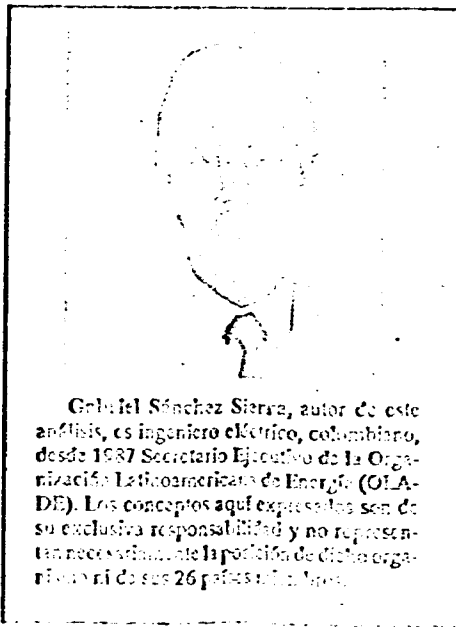 Gabriel Sánchez Sierra, autor de este
análisis, es ingeniero eléctrico, colombiano,
desde 1987 Secretario Ejecutivo de la Orga-
nización Latinoamericana de Energía (OLA-
DE). Los conceptos aquí expresados son de
su exclusiva responsabilidad y no represen-
tan necesariamente la posición de dicho orga-
nismo ni de sus 26 países miembros.